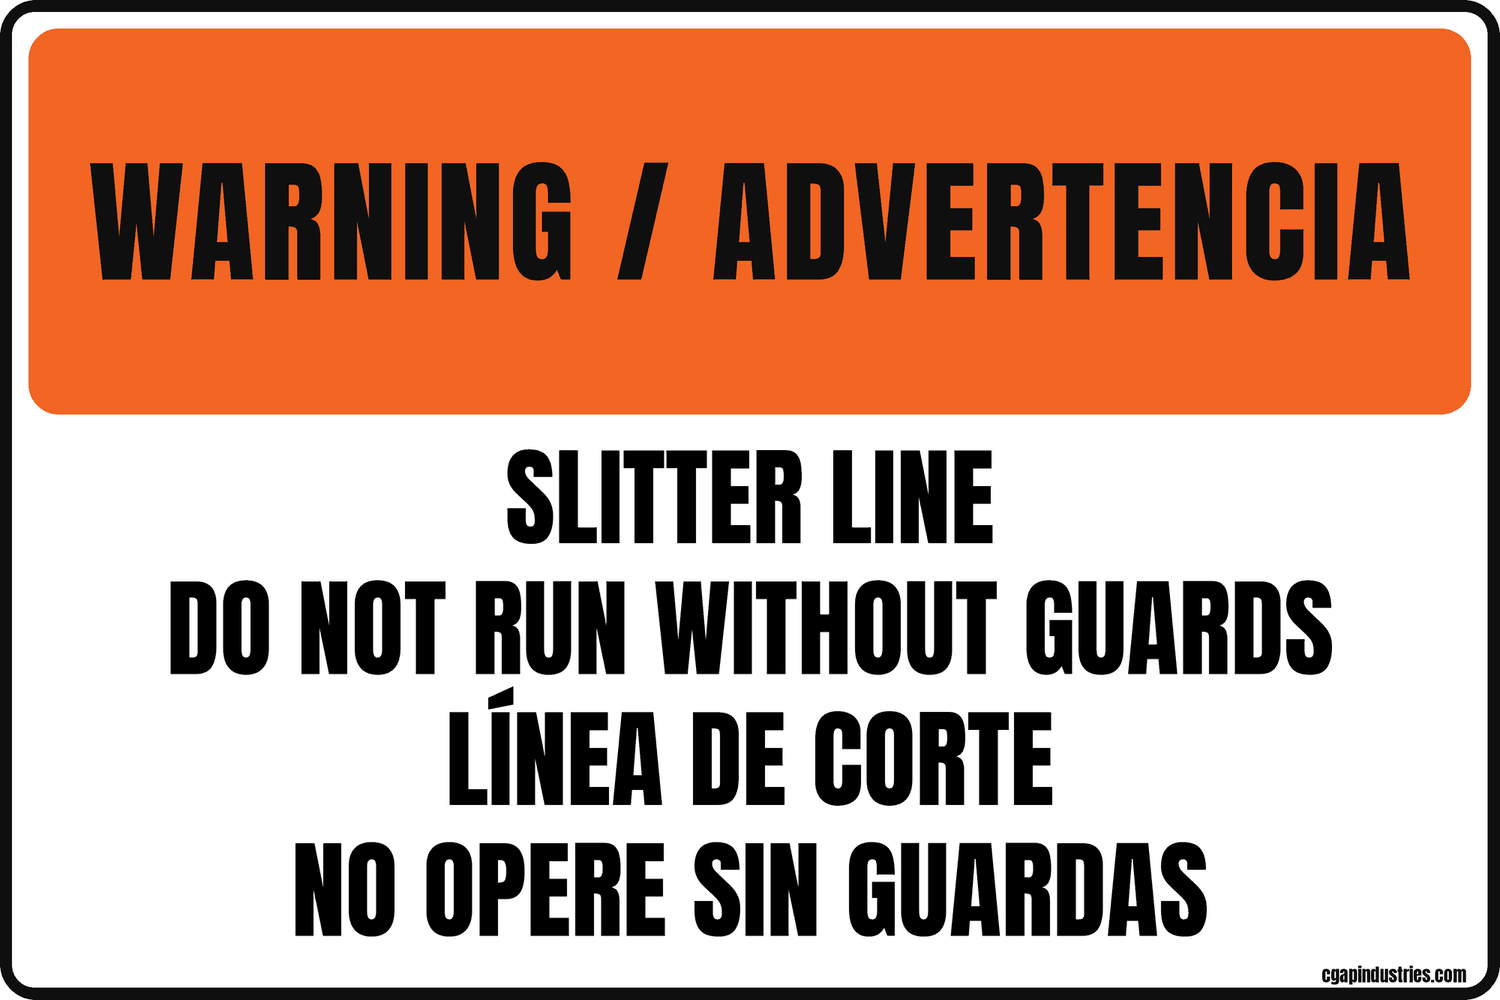 WARNING / ADVERTENCIA
SLITTER LINE
DO NOT RUN WITHOUT GUARDS
LÍNEA DE CORTE
NO OPERE SIN GUARDAS
cgapindustries.com